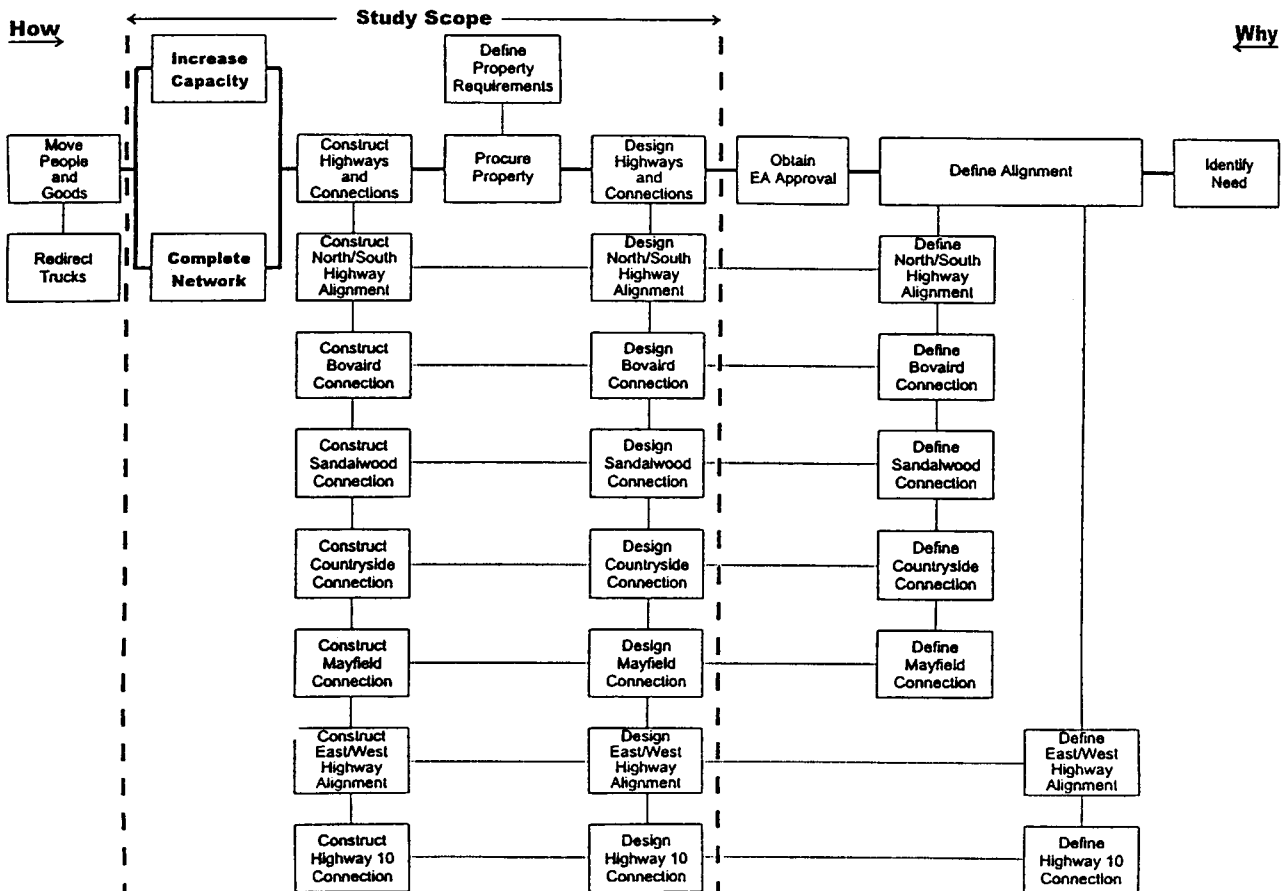 How
Study Scope
Why
Increase
Capacity
Define
Property
Requirements
Move
People
and
Goods
Construct
Highways
and
Connections
Procure
Property
Design
Highways
and
Connections
Obtain
EA Approval
Define Alignment
Identify
Need
Redirect
Trucks
Complete
Network
Construct
North/South
Highway
Alignment
Design
North/South
Highway
Alignment
Define
North/South
Highway
Alignment
Construct
Bovaird
Connection
Design
Bovaird
Connection
Define
Bovaird
Connection
Construct
Sandalwood
Connection
Design
Sandalwood
Connection
Define
Sandalwood
Connection
Construct
Countryside
Connection
Design
Countryside
Connection
Define
Countryside
Connection
Construct
Mayfield
Connection
Design
Mayfield
Connection
Define
Mayfield
Connection
Construct
East/West
Highway
Alignment
Design
East/West
Highway
Alignment
Define
East/West
Highway
Alignment
Construct
Highway 10
Connection
Design
Highway 10
Connection
Define
Highway 10
Connection